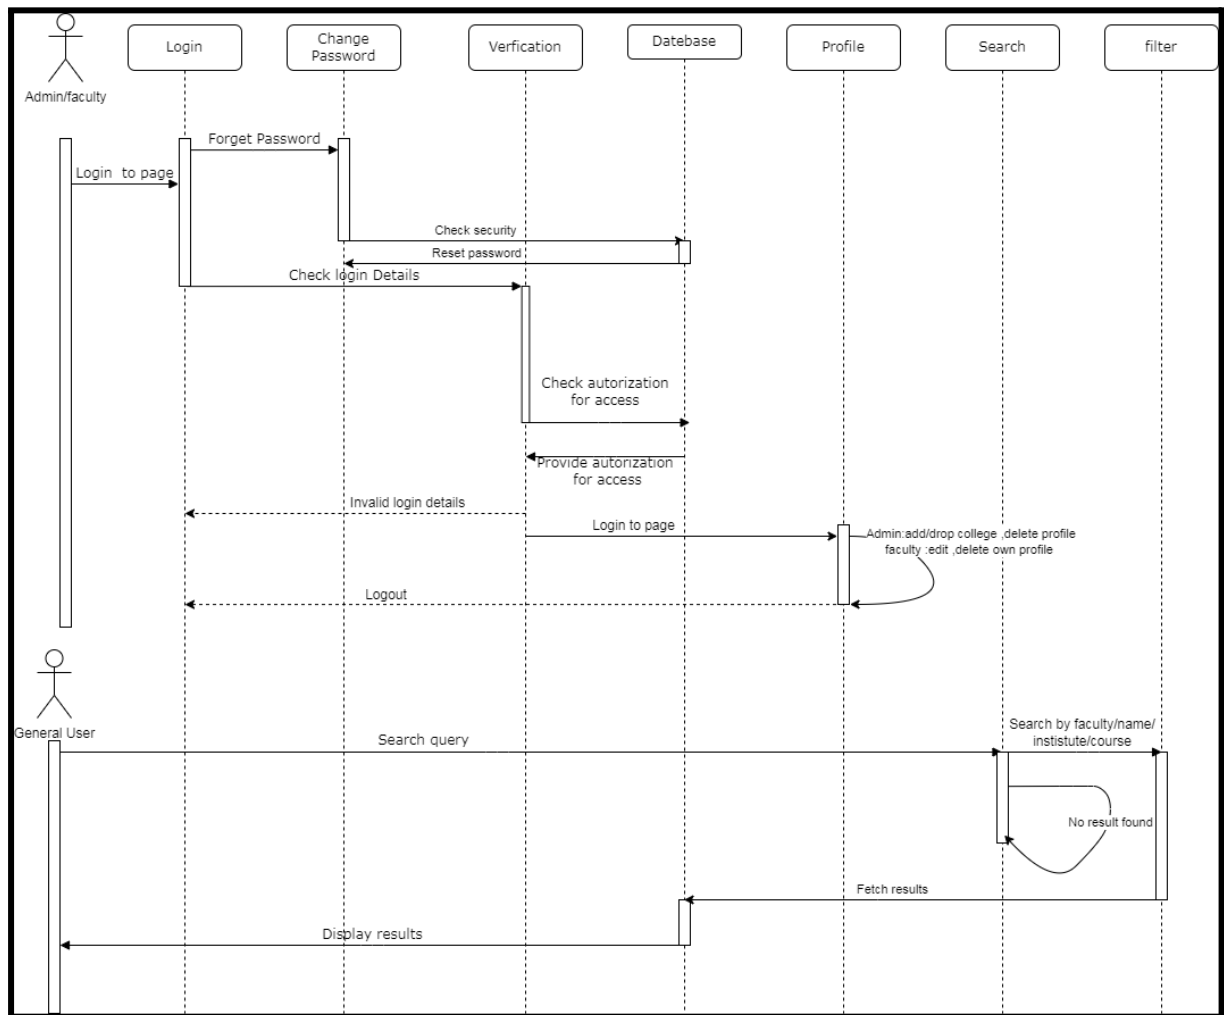 Login
Change
Password
Verfication
Datebase
Profile
Search
filter
Admin/faculty
Forget Password
Login to page
Check security
Reset password
Check login Details
Check autorization
for access
Provide autorization
for access
Invalid login details
Login to page
Admin:add/drop college ,delete profile
faculty :edit ,delete own profile
Logout
General User
Search query
Search by faculty/name/
instistute/course
No result found
Fetch results
Display results